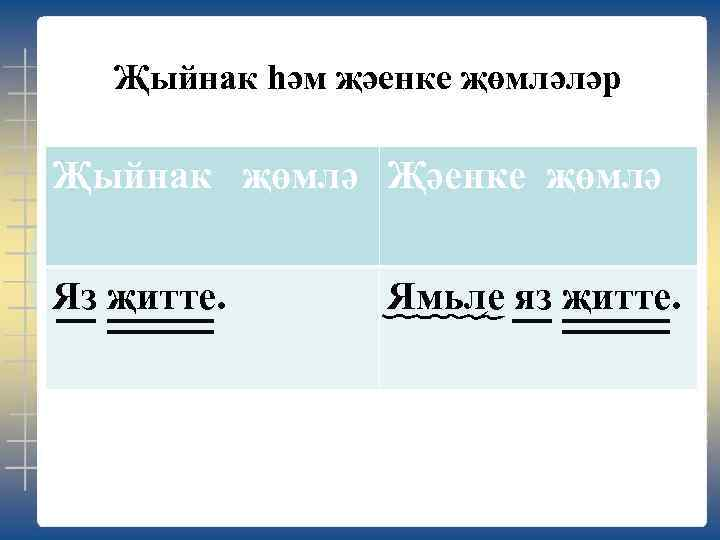 Җыйнак һәм җәенке җөмләләр
Җыйнак җөмлә Җәенке җөмлә
Яз җитте. Ямьле яз җитте.